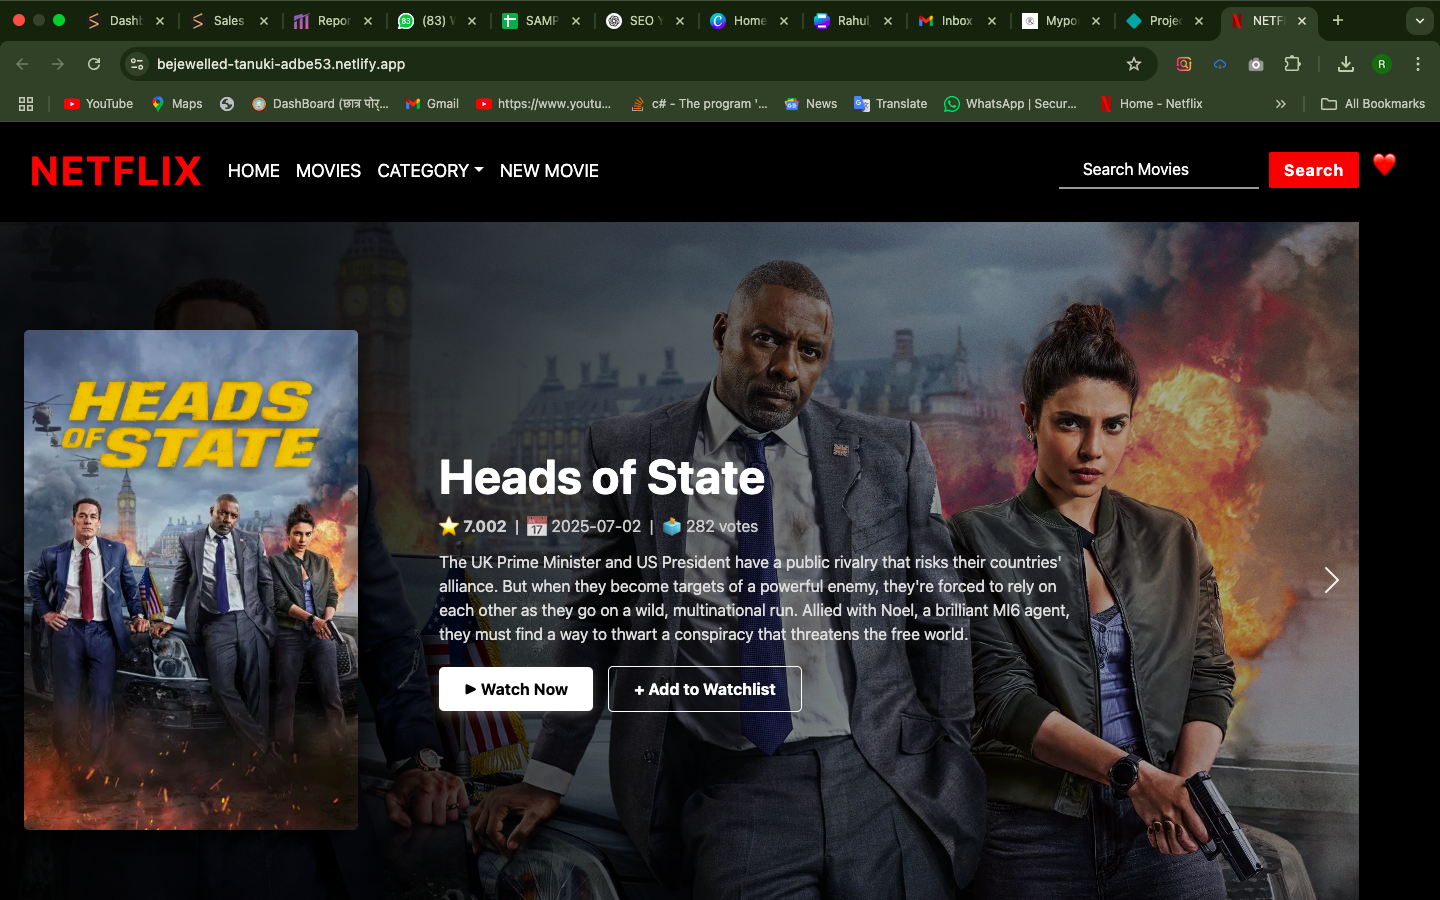 Dash
Sales
Repor
(83) W
SAMP
SEO Y
Home
Rahul_
Inbox
Mypo
Proje
NETF
bejewelled-tanuki-adbe53.netlify.app
R
YouTube
Maps
DashBoard (छात्र पोर्...
Gmail
https://www.youtu...
c# - The program '...
News
Translate
WhatsApp | Secur...
Home - Netflix
All Bookmarks
NETFLIX
HOME
MOVIES
CATEGORY
NEW MOVIE
Search Movies
Search
HEADS
OF STATE
Heads of State
7.002 | 2025-07-02 | 282 votes
The UK Prime Minister and US President have a public rivalry that risks their countries'
alliance. But when they become targets of a powerful enemy, they're forced to rely on
each other as they go on a wild, multinational run. Allied with Noel, a brilliant MI6 agent,
they must find a way to thwart a conspiracy that threatens the free world.
Watch Now
+ Add to Watchlist